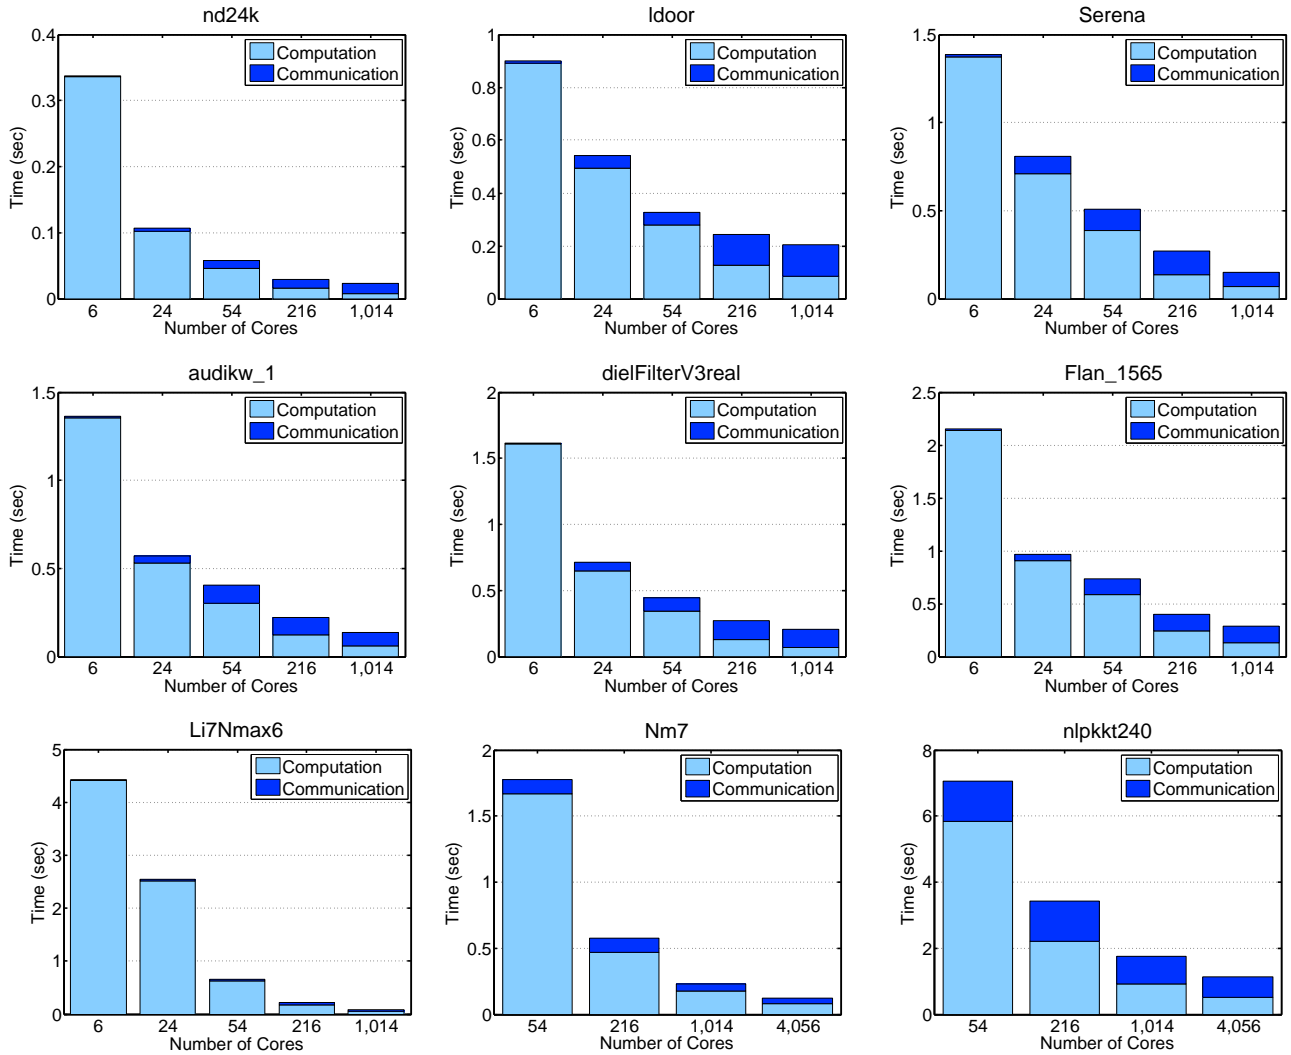 nd24k
0.4
0.3
0.2
0.1
0
Time (sec)
Computation
Communication
6 24 54 216 1,014
Number of Cores
ldoor
1
0.8
0.6
0.4
0.2
0
Time (sec)
Computation
Communication
6 24 54 216 1,014
Number of Cores
Serena
1.5
1
0.5
0
Time (sec)
Computation
Communication
6 24 54 216 1,014
Number of Cores
audikw_1
1.5
1
0.5
0
Time (sec)
Computation
Communication
6 24 54 216 1,014
Number of Cores
dielFilterV3real
2
1.5
1
0.5
0
Time (sec)
Computation
Communication
6 24 54 216 1,014
Number of Cores
Flan_1565
2.5
2
1.5
1
0.5
0
Time (sec)
Computation
Communication
6 24 54 216 1,014
Number of Cores
Li7Nmax6
5
4
3
2
1
0
Time (sec)
Computation
Communication
6 24 54 216 1,014
Number of Cores
Nm7
2
1.5
1
0.5
0
Time (sec)
Computation
Communication
54 216 1,014 4,056
Number of Cores
nlpkkt240
8
6
4
2
0
Time (sec)
Computation
Communication
54 216 1,014 4,056
Number of Cores